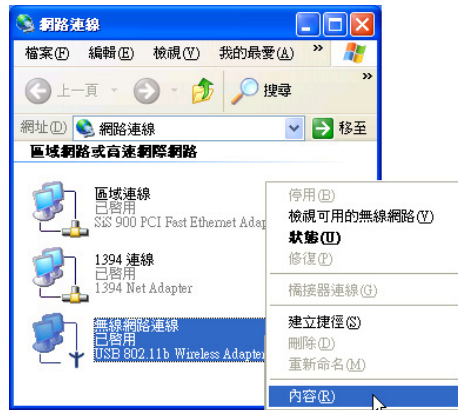 網路連線
檔案(F) 編輯(E) 檢視(V) 我的最愛(A) »
上一頁 搜尋 »
網址(D) 網路連線 移至
區域網路或高速網際網路
區域連線
已啟用
SiS 900 PCI Fast Ethernet Adap
1394 連線
已啟用
1394 Net Adapter
無線網路連線
已啟用
USB 802.11b Wireless Adapter
停用(B)
檢視可用的無線網路(V)
狀態(U)
修復(P)
橋接器連線(G)
建立捷徑(S)
刪除(D)
重新命名(M)
內容(R)